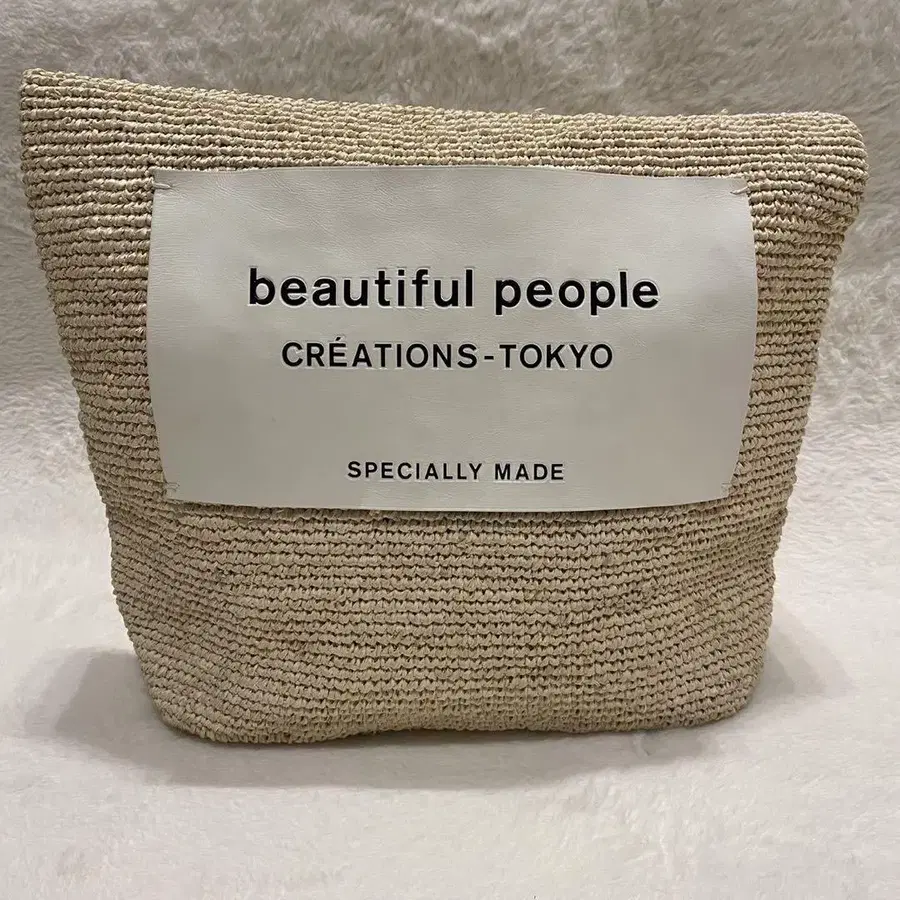 beautiful people
CRÉATIONS-TOKYO
SPECIALLY MADE